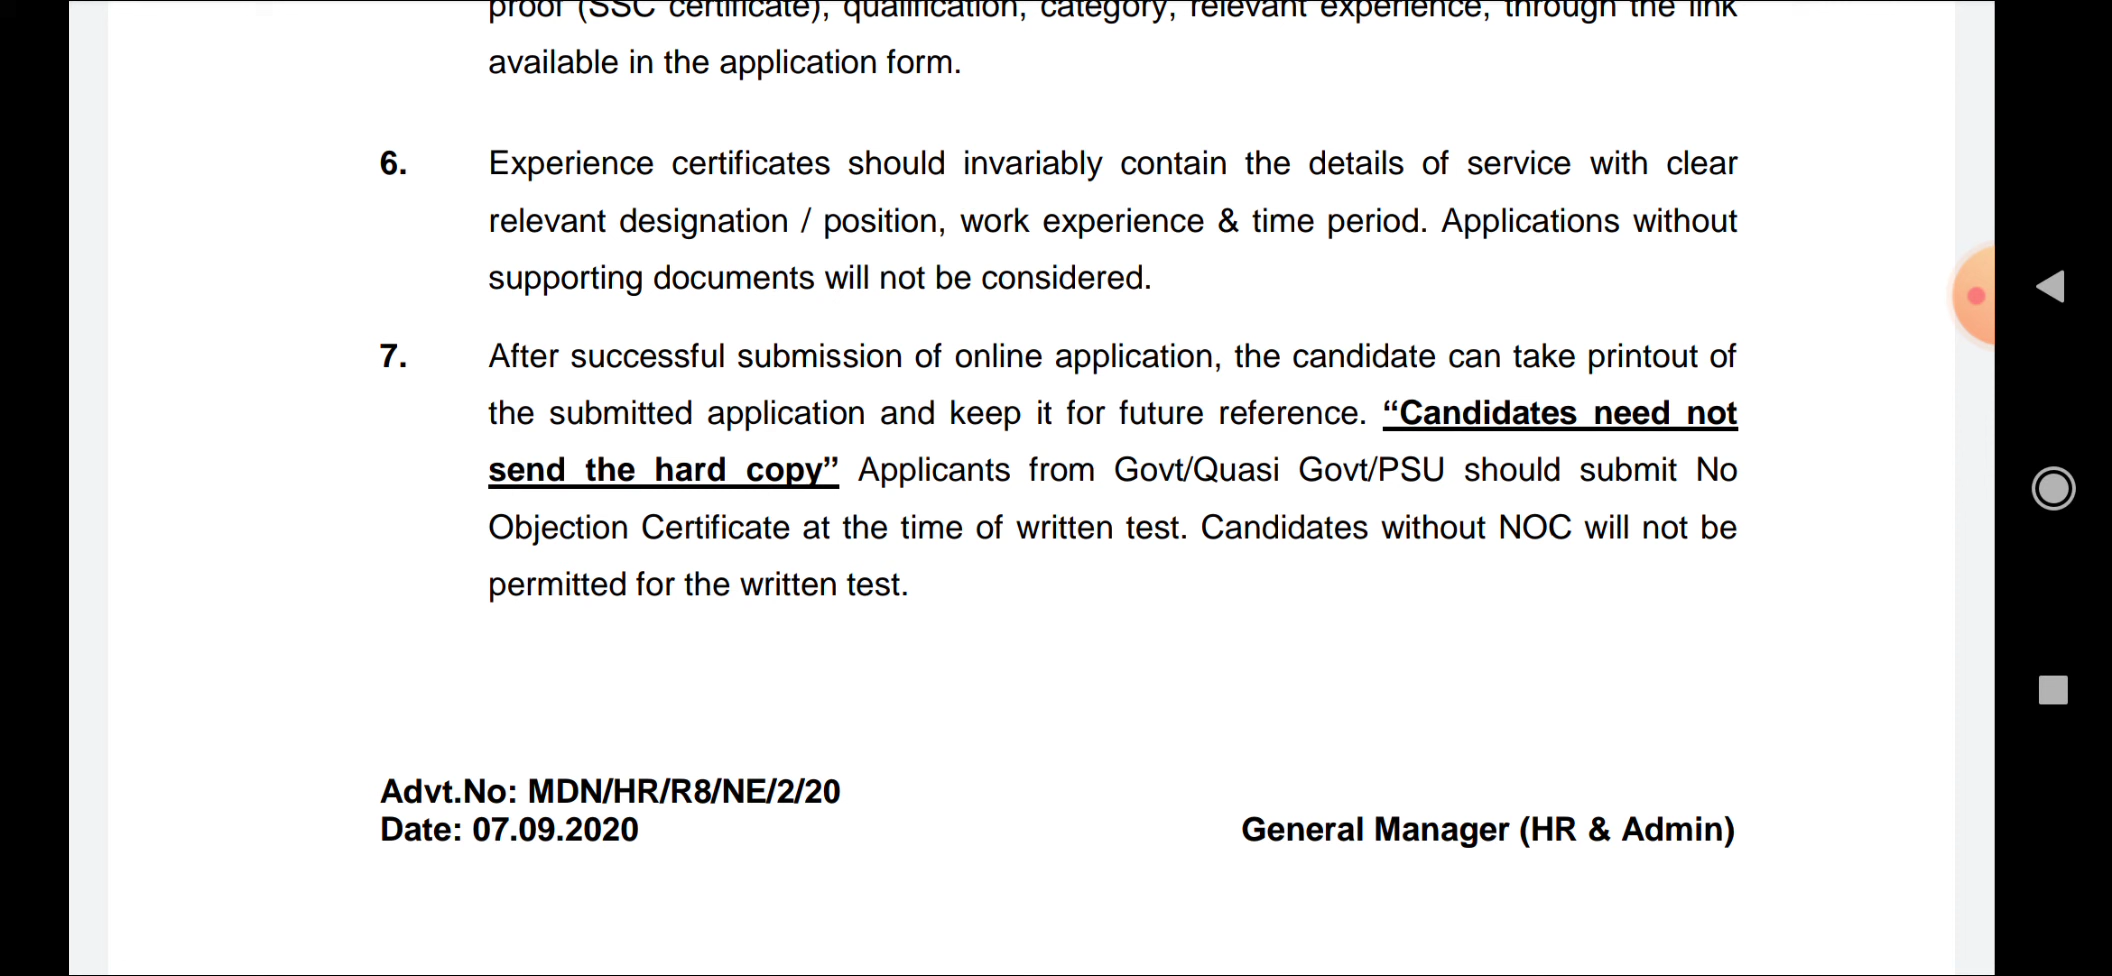 proof (SSC certificate), qualification, category, relevant experience, through the link
available in the application form.
6. Experience certificates should invariably contain the details of service with clear
relevant designation / position, work experience & time period. Applications without
supporting documents will not be considered.
7. After successful submission of online application, the candidate can take printout of
the submitted application and keep it for future reference. “Candidates need not
send the hard copy” Applicants from Govt/Quasi Govt/PSU should submit No
Objection Certificate at the time of written test. Candidates without NOC will not be
permitted for the written test.
Advt.No: MDN/HR/R8/NE/2/20
Date: 07.09.2020 General Manager (HR & Admin)